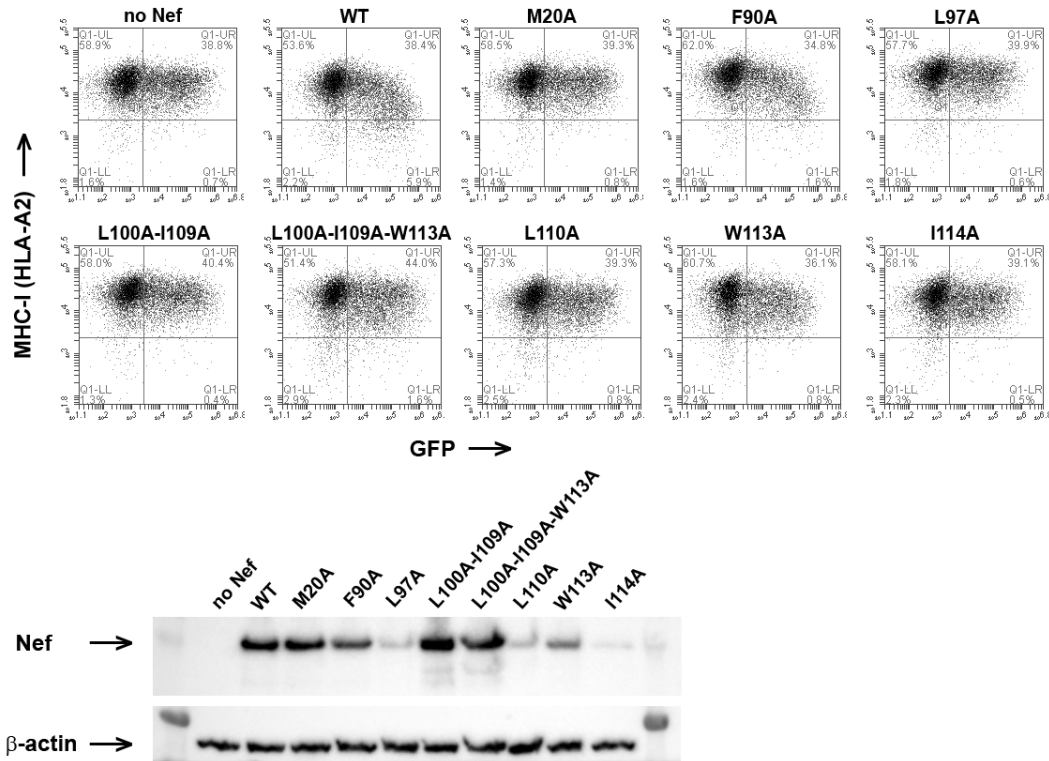 no Nef
WT
M20A
F90A
L97A
Q1-UL
58.9%
Q1-UR
38.8%
Q1-LL
1.6%
Q1-LR
0.7%
Q1-UL
53.6%
Q1-UR
38.4%
Q1-LL
2.2%
Q1-LR
5.9%
Q1-UL
58.5%
Q1-UR
39.3%
Q1-LL
1.4%
Q1-LR
0.8%
Q1-UL
62.0%
Q1-UR
34.8%
Q1-LL
1.6%
Q1-LR
1.6%
Q1-UL
57.7%
Q1-UR
39.9%
Q1-LL
1.8%
Q1-LR
0.6%
MHC-I (HLA-A2)
L100A-I109A
L100A-I109A-W113A
L110A
W113A
I114A
Q1-UL
58.0%
Q1-UR
40.4%
Q1-LL
1.3%
Q1-LR
0.4%
Q1-UL
51.4%
Q1-UR
44.0%
Q1-LL
2.9%
Q1-LR
1.6%
Q1-UL
57.3%
Q1-UR
39.3%
Q1-LL
2.5%
Q1-LR
0.8%
Q1-UL
60.7%
Q1-UR
36.1%
Q1-LL
2.4%
Q1-LR
0.8%
Q1-UL
58.1%
Q1-UR
39.1%
Q1-LL
2.3%
Q1-LR
0.5%
GFP
no Nef
WT
M20A
F90A
L97A
L100A-I109A
L100A-I109A-W113A
L110A
W113A
I114A
Nef
β-actin